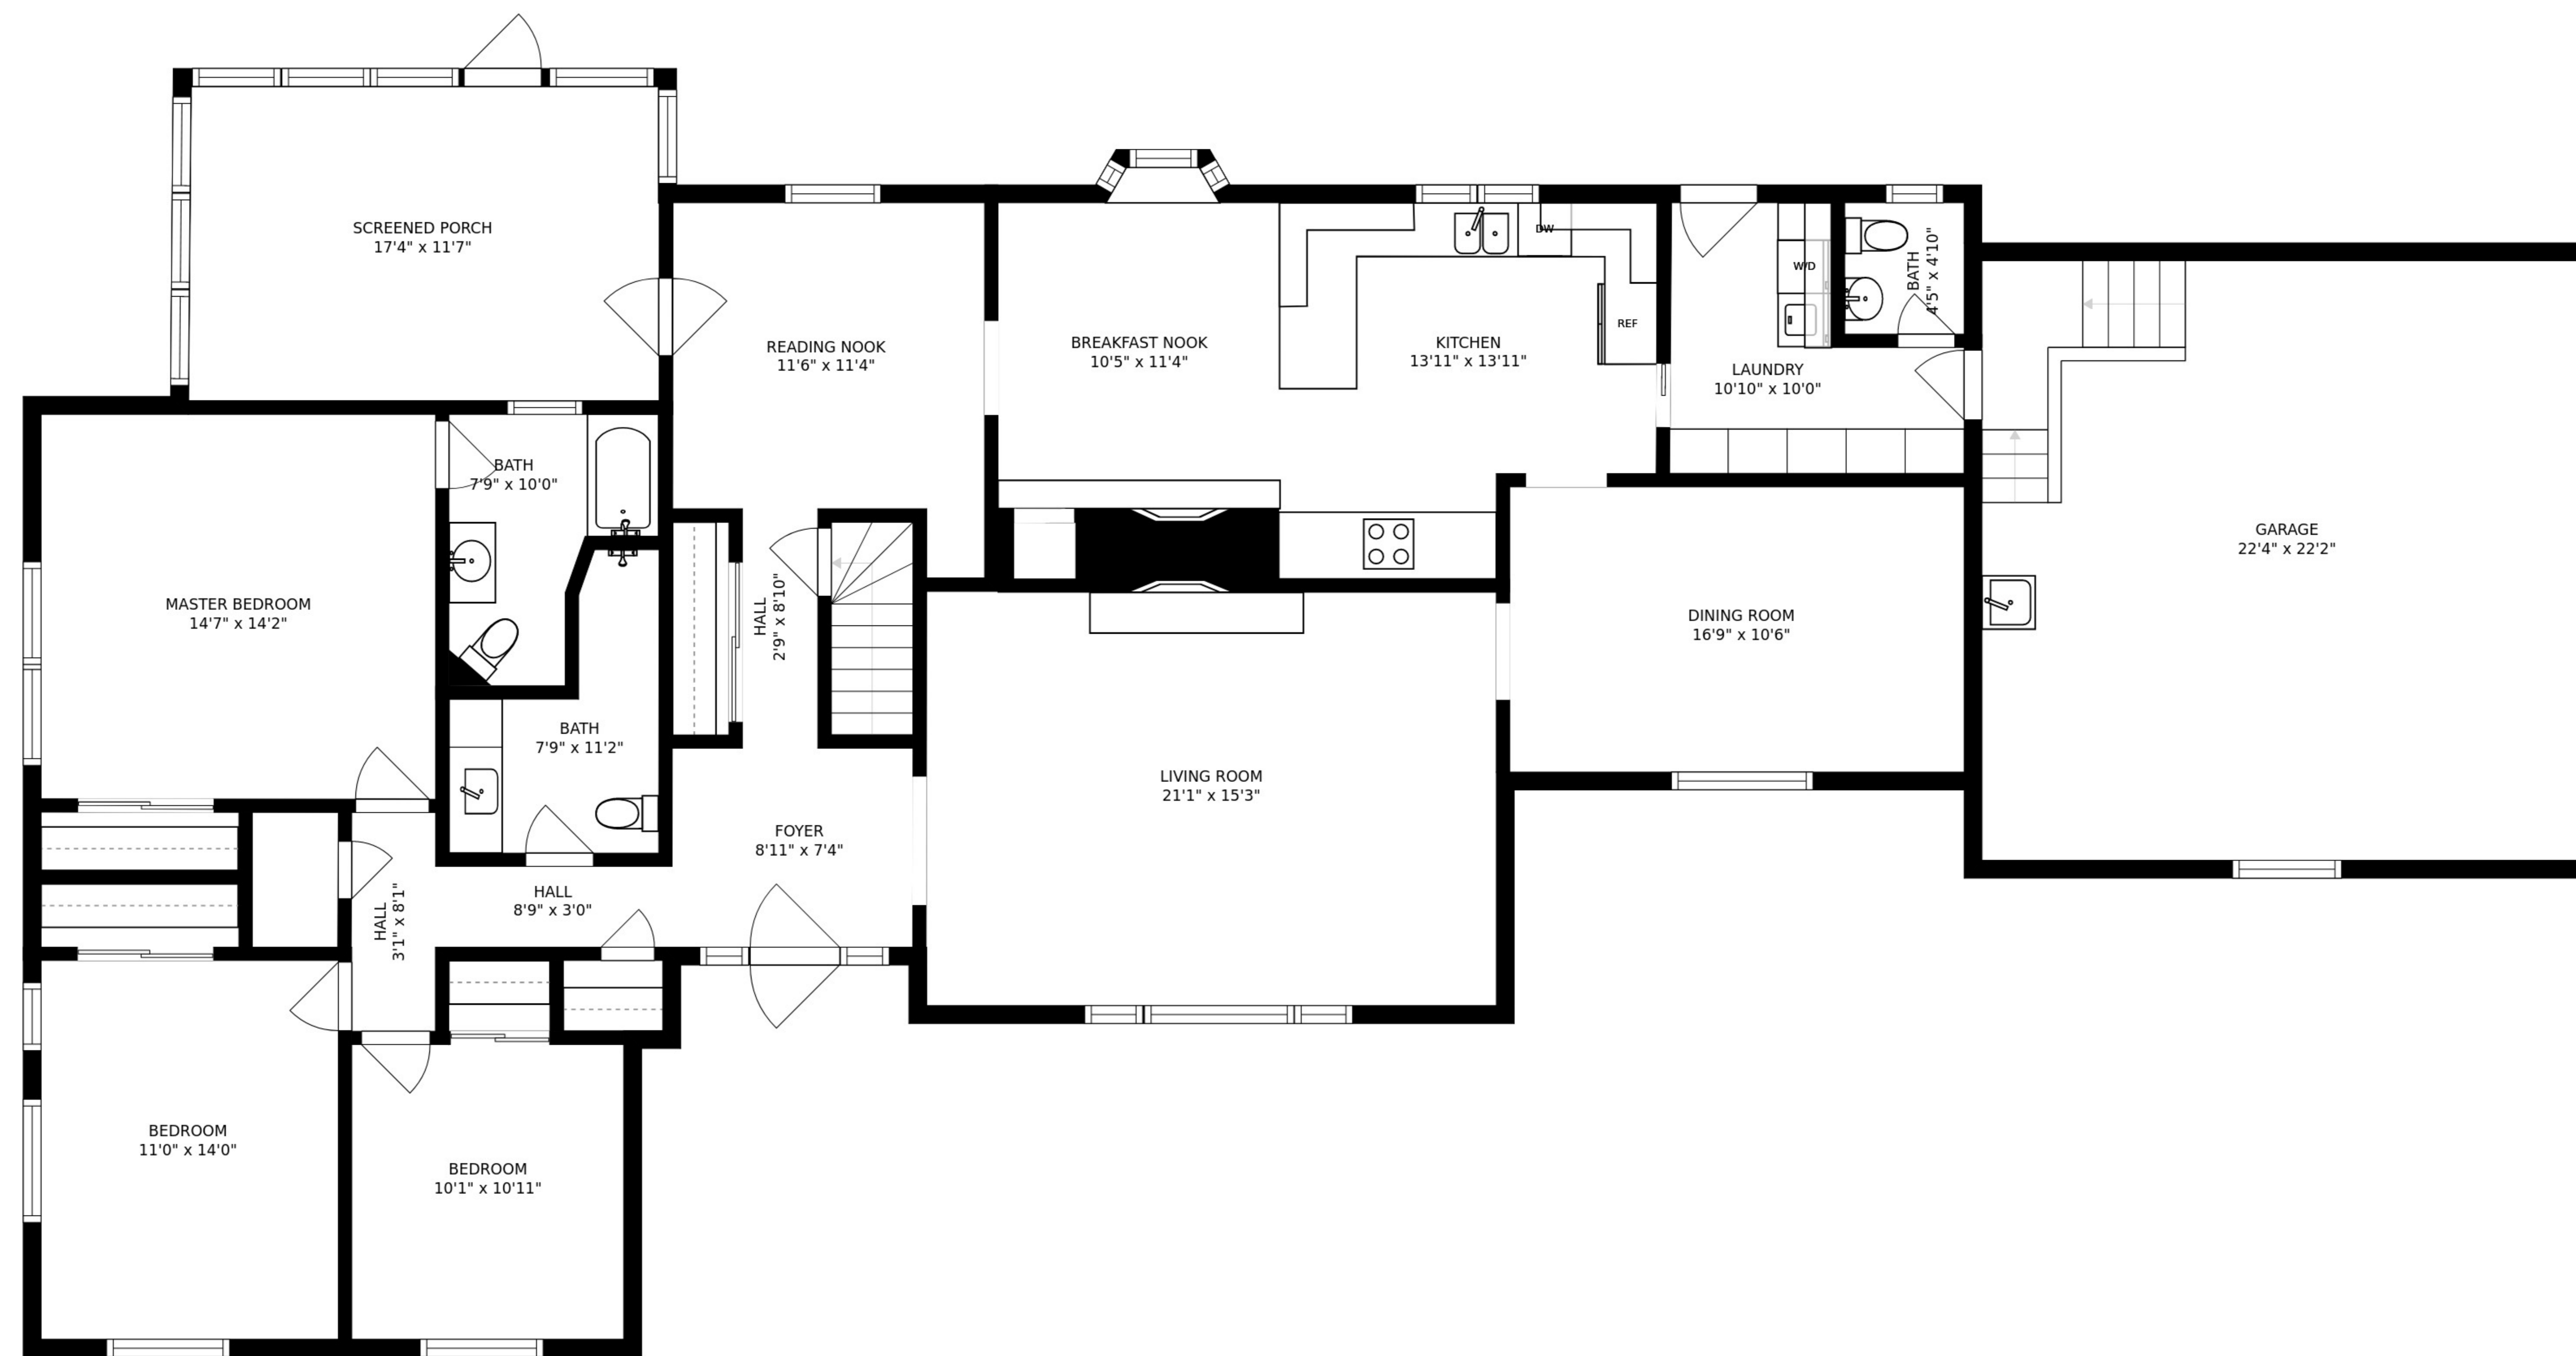 SCREENED PORCH
17'4" x 11'7"
READING NOOK
11'6" x 11'4"
BREAKFAST NOOK
10'5" x 11'4"
KITCHEN
13'11" x 13'11"
DW
REF
W/D
LAUNDRY
10'10" x 10'0"
BATH
4'5" x 4'10"
GARAGE
22'4" x 22'2"
MASTER BEDROOM
14'7" x 14'2"
BATH
7'9" x 10'0"
HALL
2'9" x 8'10"
DINING ROOM
16'9" x 10'6"
BATH
7'9" x 11'2"
LIVING ROOM
21'1" x 15'3"
FOYER
8'11" x 7'4"
HALL
8'9" x 3'0"
HALL
3'1" x 8'1"
BEDROOM
11'0" x 14'0"
BEDROOM
10'1" x 10'11"